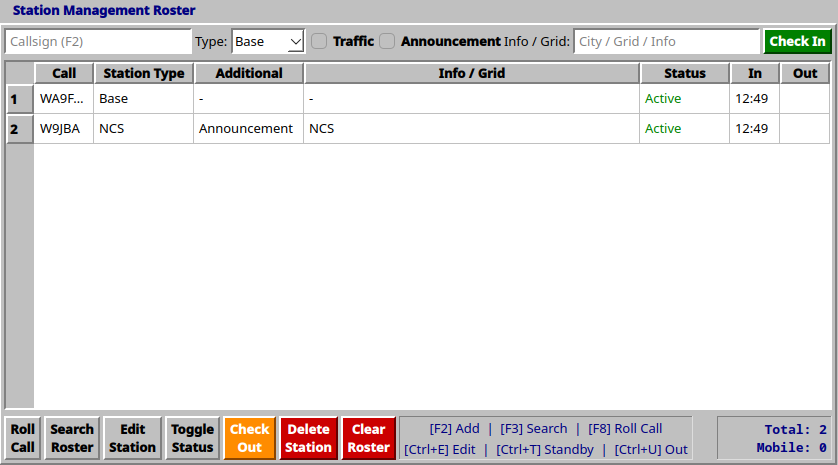 Station Management Roster
Callsign (F2) Type: Base Traffic Announcement Info / Grid: City / Grid / Info Check In
Call Station Type Additional Info / Grid Status In Out
1 WA9F... Base - - Active 12:49
2 W9JBA NCS Announcement NCS Active 12:49
Roll Call Search Roster Edit Station Toggle Status Check Out Delete Station Clear Roster
[F2] Add | [F3] Search | [F8] Roll Call
[Ctrl+E] Edit | [Ctrl+T] Standby | [Ctrl+U] Out
Total: 2
Mobile: 0